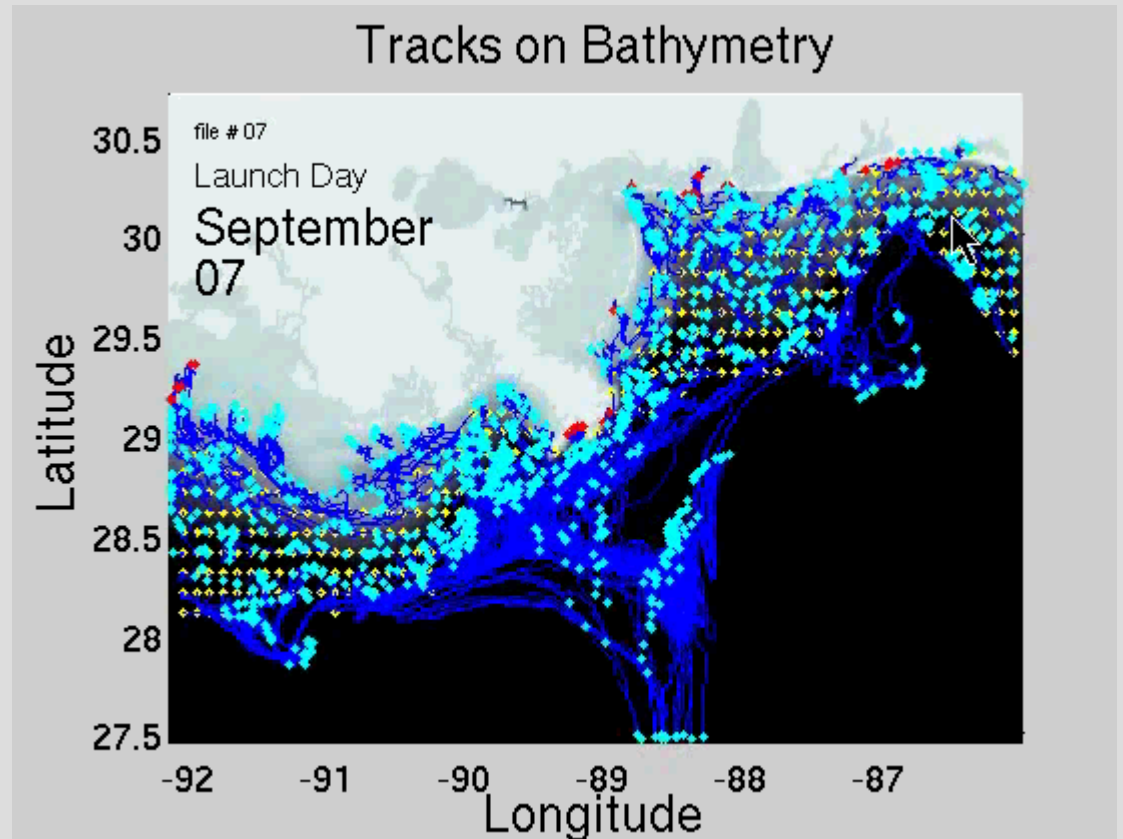 Tracks on Bathymetry
file # 07
Launch Day
September
07
30.5
30
29.5
29
28.5
28
27.5
Latitude
-92 -91 -90 -89 -88 -87
Longitude